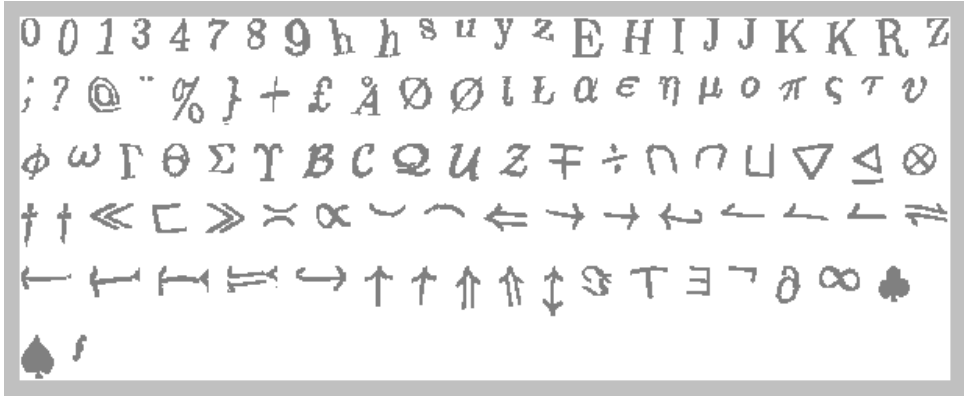 0 0 1 3 4 7 8 9 h h s u y z E H I J J K K R Z
; ? @ ¨ % } + £ Å Ø Ø l Ł α ε η μ ο π ς τ υ
ϕ ω Γ Θ Σ ϒ ℬ 𝒞 𝒬 𝒰 𝒵 ∓ ÷ ∩ ∩ ⊔ ▽ ⊴ ⊗
† † ≪ ⊏ ≫ ≍ ∝ ⌣ ⌢ ⇐ → → ↩ ↼ ↼ ↼ ⇌
← ↑ ↑ ⇑ ⇑ ↕ ℑ ⊤ ∃ ¬ ∂ ∞ ♣
♠